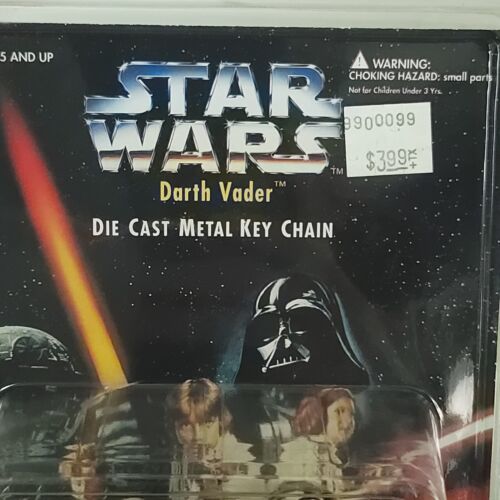 5 AND UP
WARNING:
CHOKING HAZARD: small parts
Not for Children Under 3 Yrs.
STAR
WARS™
9900099
$399
Darth Vader™
DIE CAST METAL KEY CHAIN